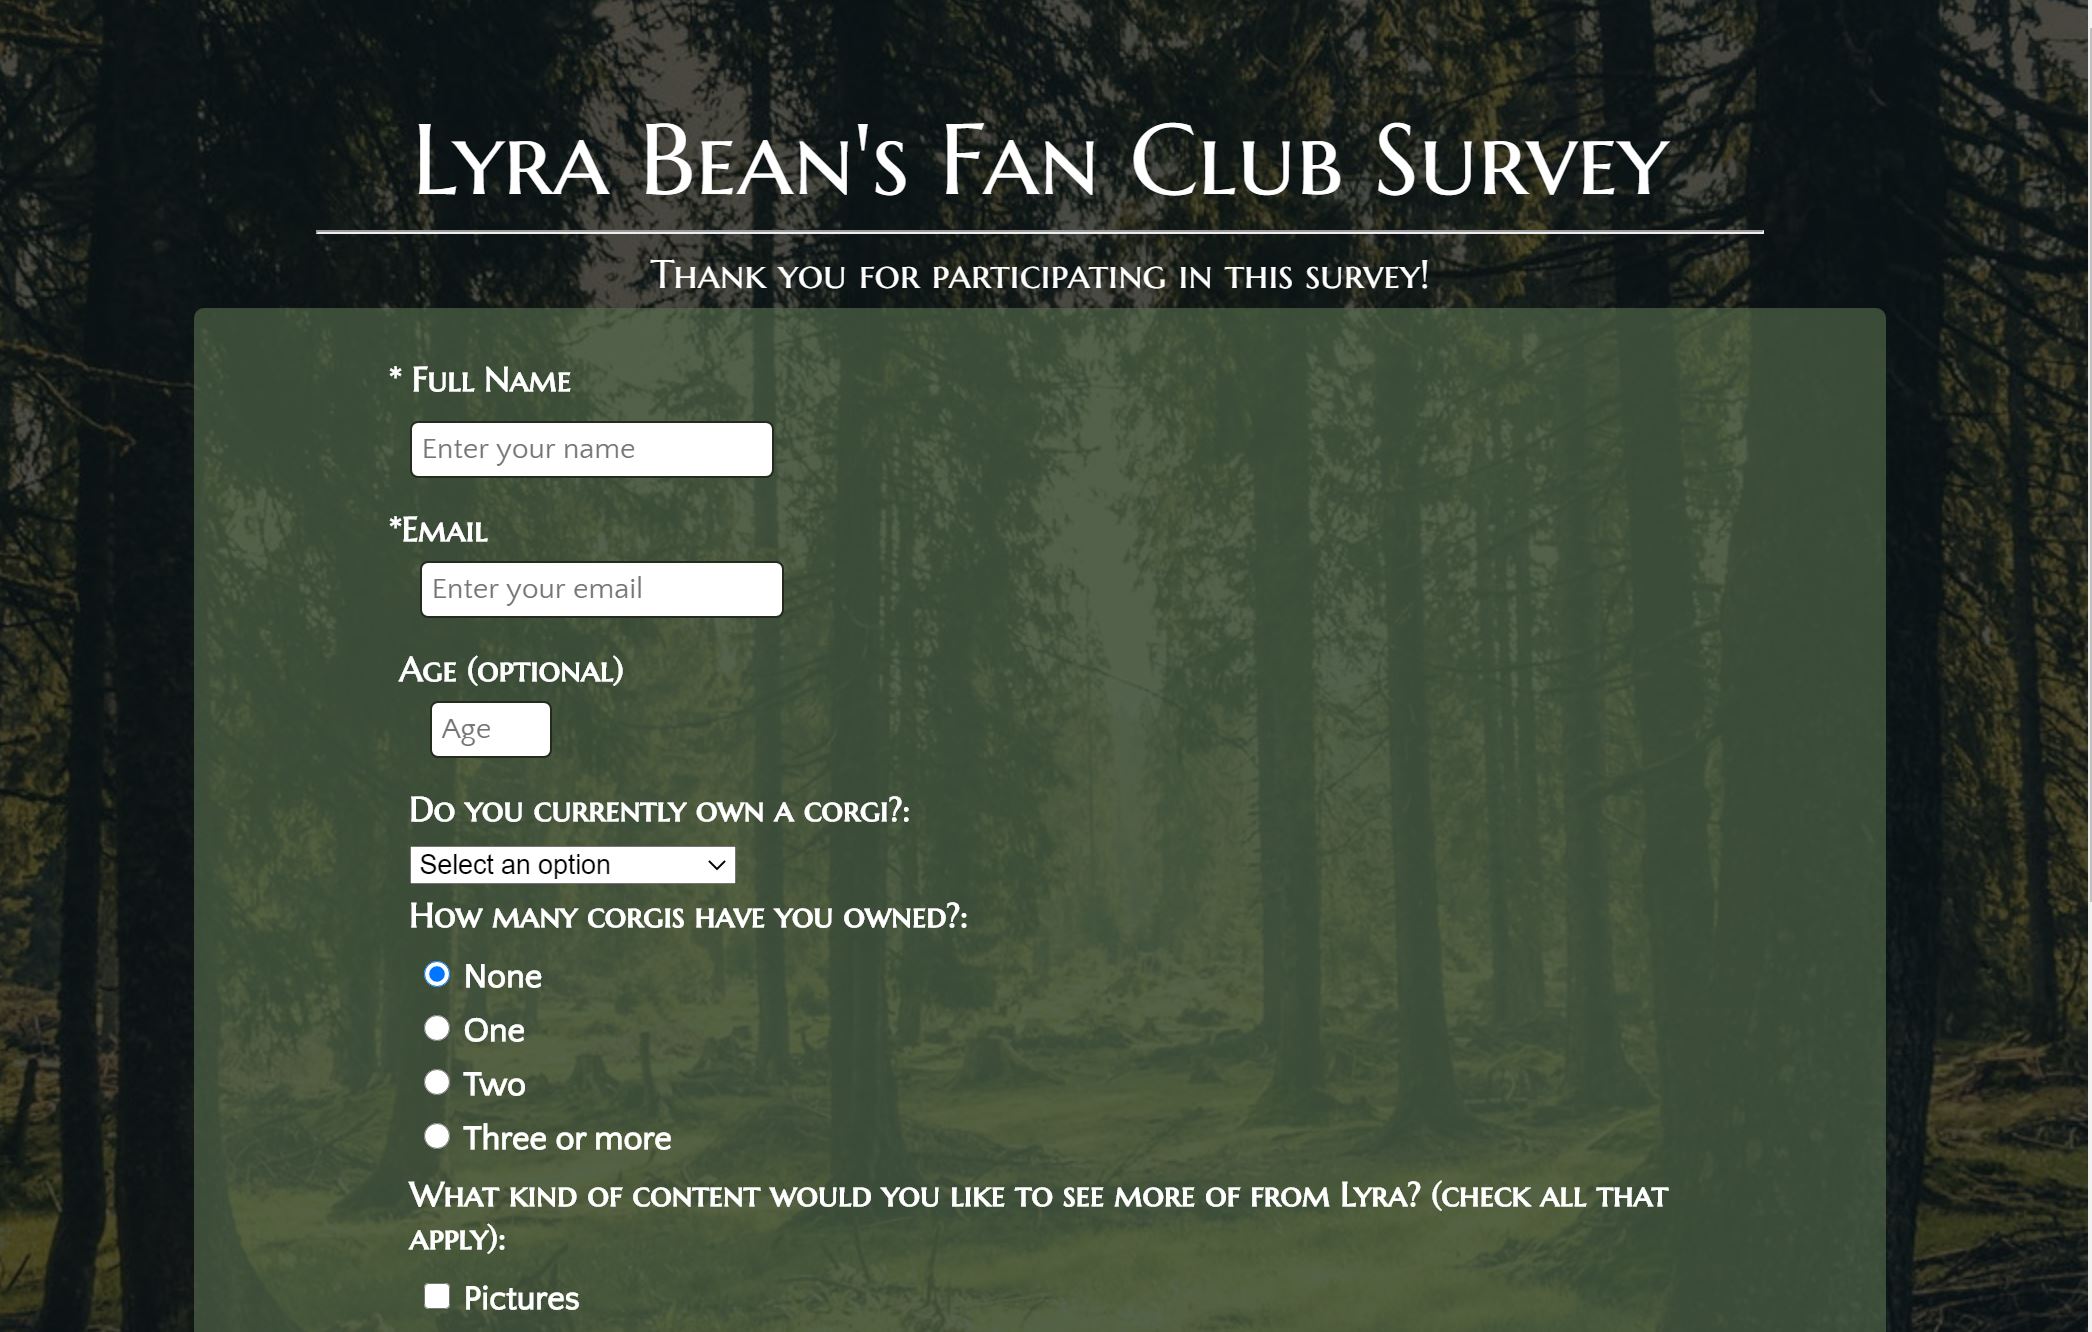 Lyra Bean's Fan Club Survey
Thank you for participating in this survey!
* Full Name
Enter your name
*Email
Enter your email
Age (optional)
Age
Do you currently own a corgi?:
Select an option
How many corgis have you owned?:
None
One
Two
Three or more
What kind of content would you like to see more of from Lyra? (check all that
apply):
Pictures